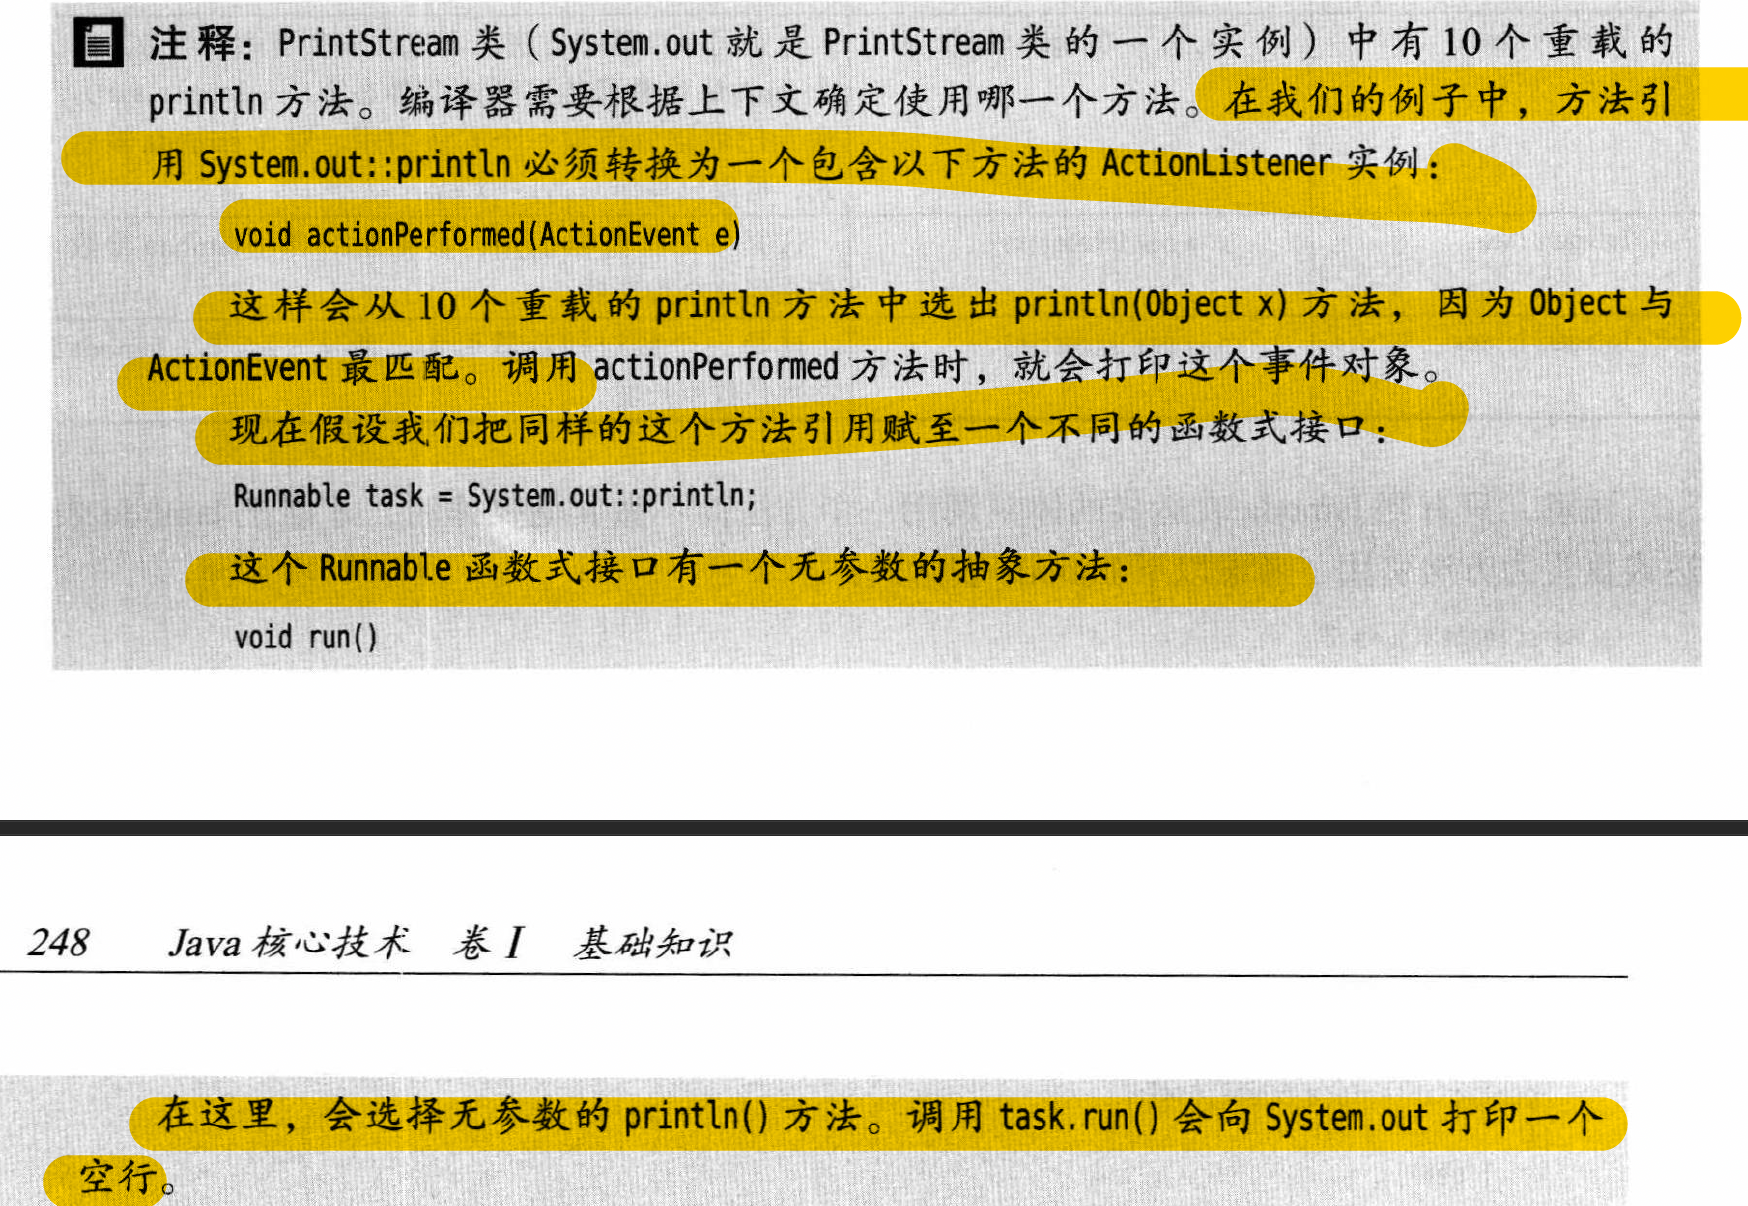 注释：PrintStream 类（System.out 就是 PrintStream 类的一个实例）中有 10 个重载的
println 方法。编译器需要根据上下文确定使用哪一个方法。在我们的例子中，方法引
用 System.out::println 必须转换为一个包含以下方法的 ActionListener 实例：
void actionPerformed(ActionEvent e)
这样会从 10 个重载的 println 方法中选出 println(Object x) 方法，因为 Object 与
ActionEvent 最匹配。调用 actionPerformed 方法时，就会打印这个事件对象。
现在假设我们把同样的这个方法引用赋至一个不同的函数式接口：
Runnable task = System.out::println;
这个 Runnable 函数式接口有一个无参数的抽象方法：
void run()
248 Java 核心技术 卷 I 基础知识
在这里，会选择无参数的 println() 方法。调用 task.run() 会向 System.out 打印一个
空行。